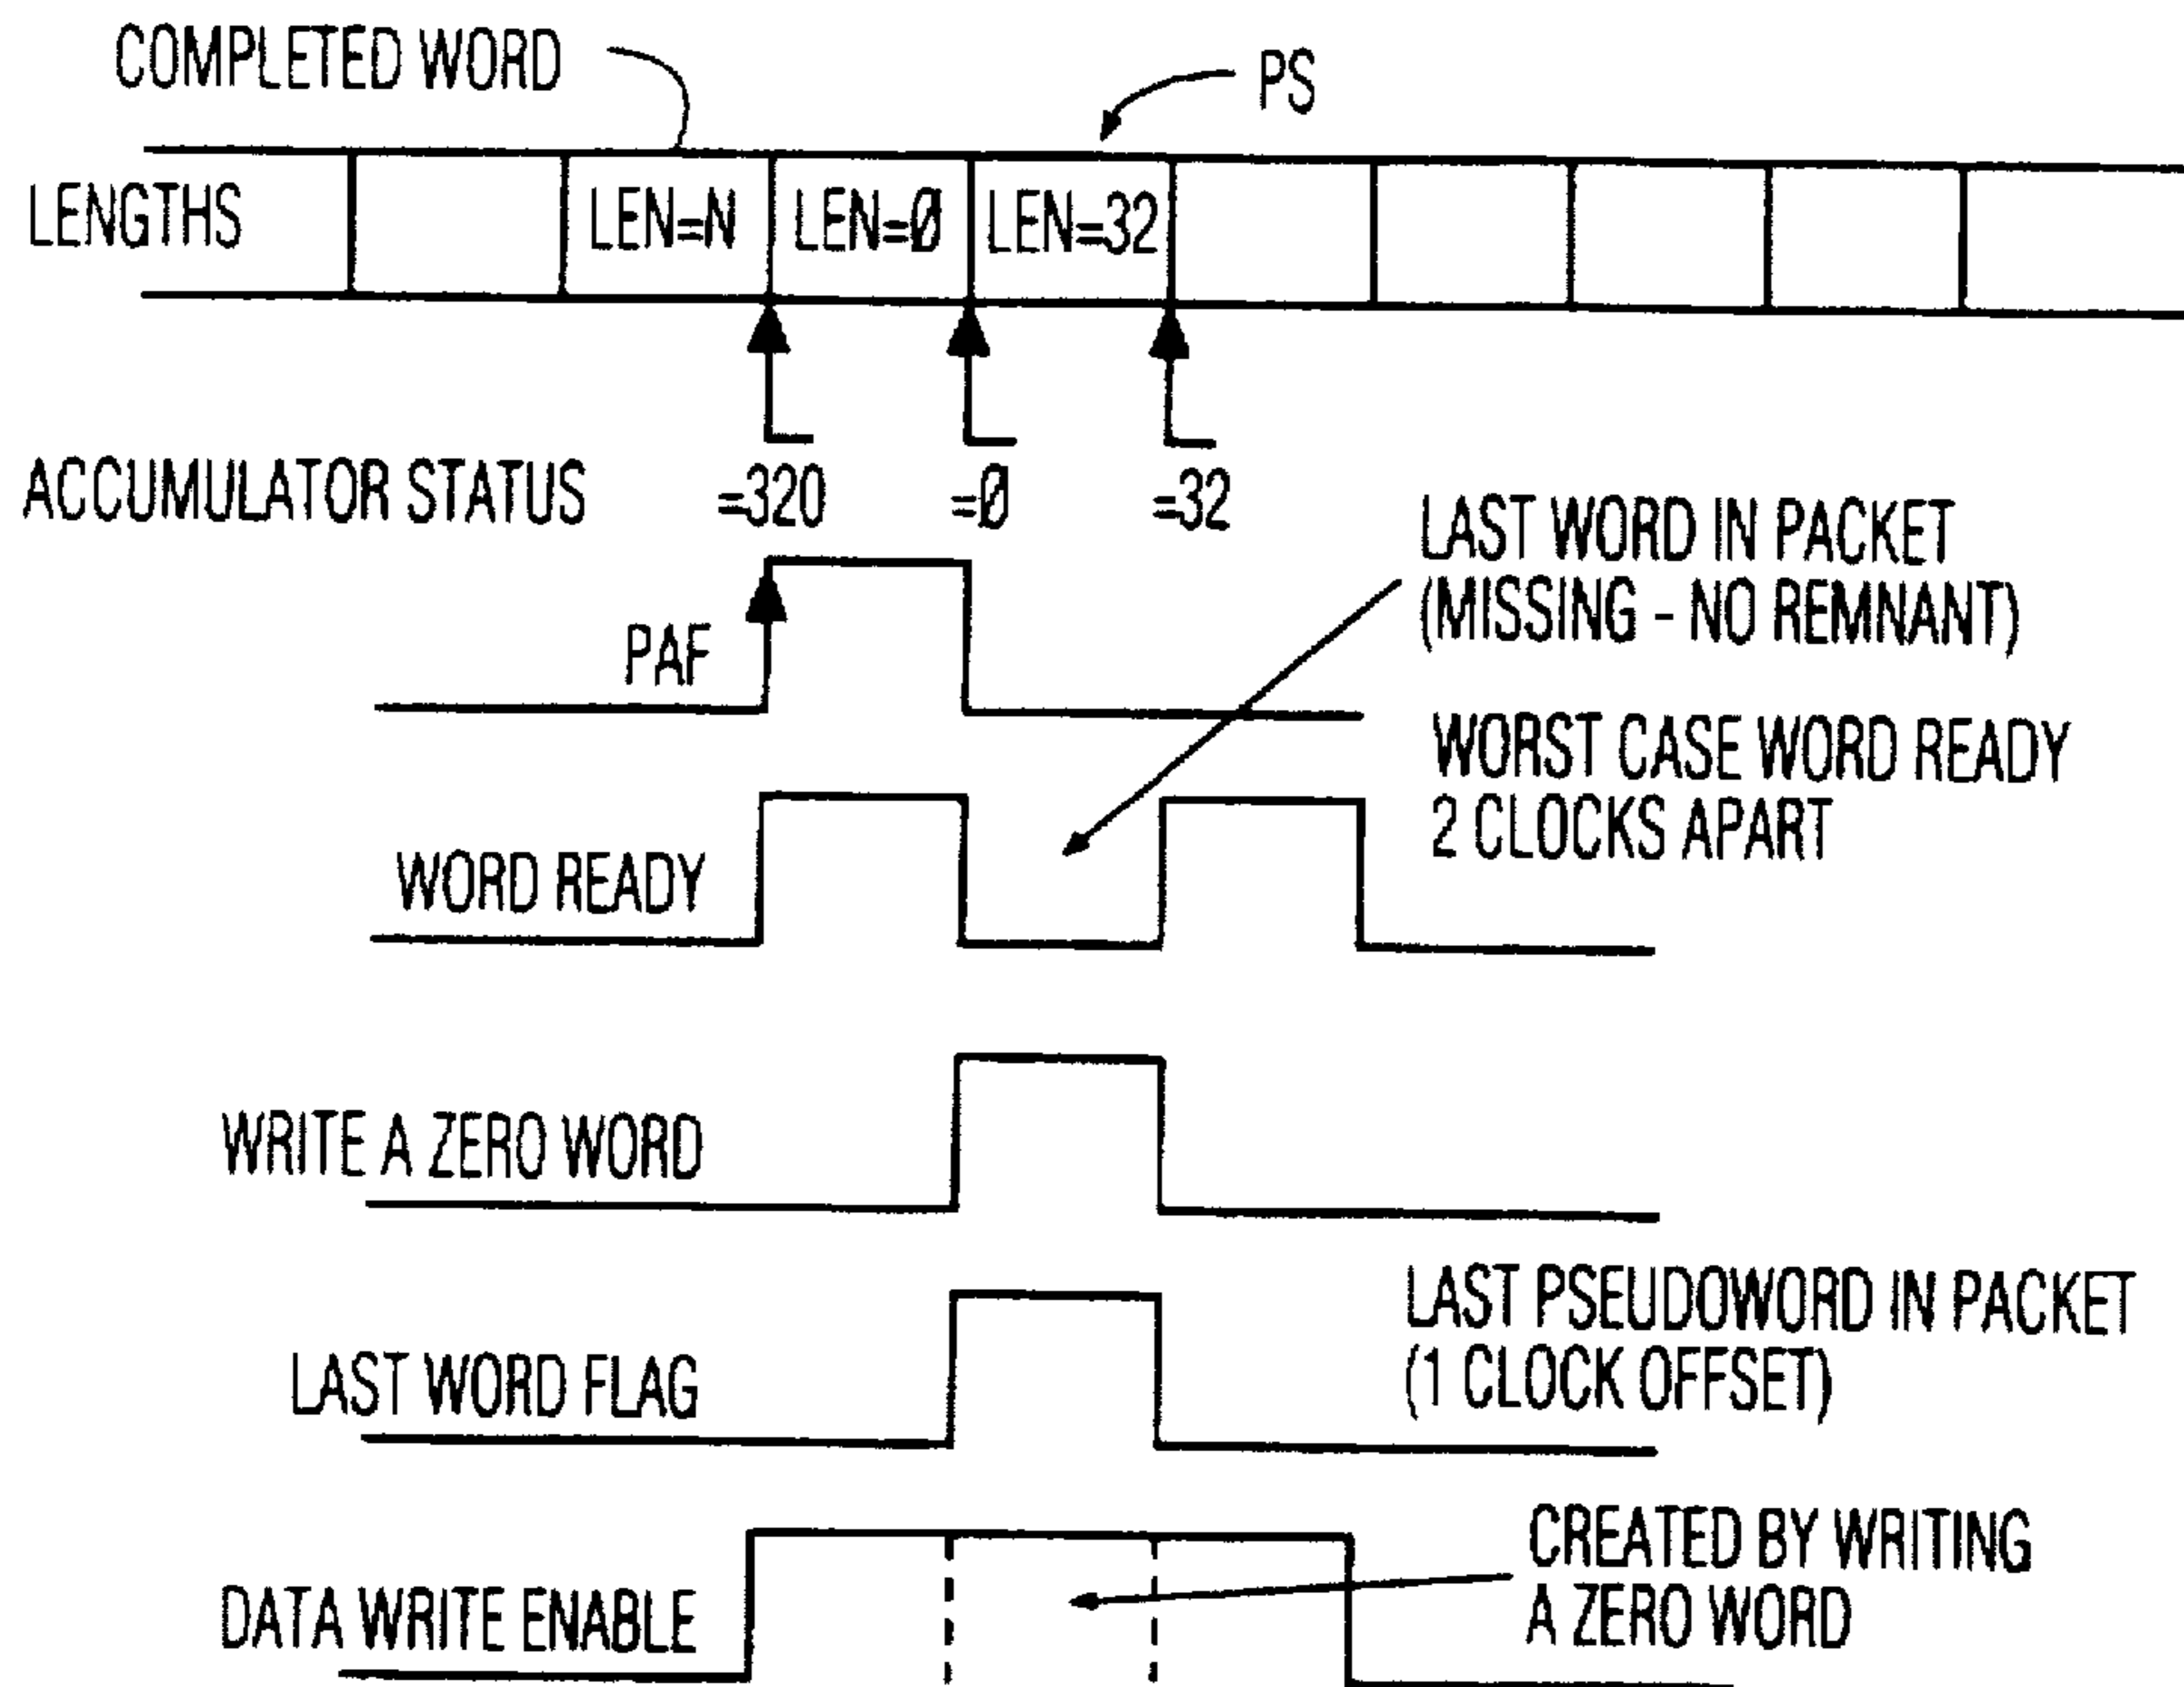 COMPLETED WORD
PS
LENGTHS
LEN=N
LEN=Ø
LEN=32
ACCUMULATOR STATUS
=320
=Ø
=32
LAST WORD IN PACKET
(MISSING - NO REMNANT)
PAF
WORST CASE WORD READY
2 CLOCKS APART
WORD READY
WRITE A ZERO WORD
LAST PSEUDOWORD IN PACKET
(1 CLOCK OFFSET)
LAST WORD FLAG
CREATED BY WRITING
A ZERO WORD
DATA WRITE ENABLE